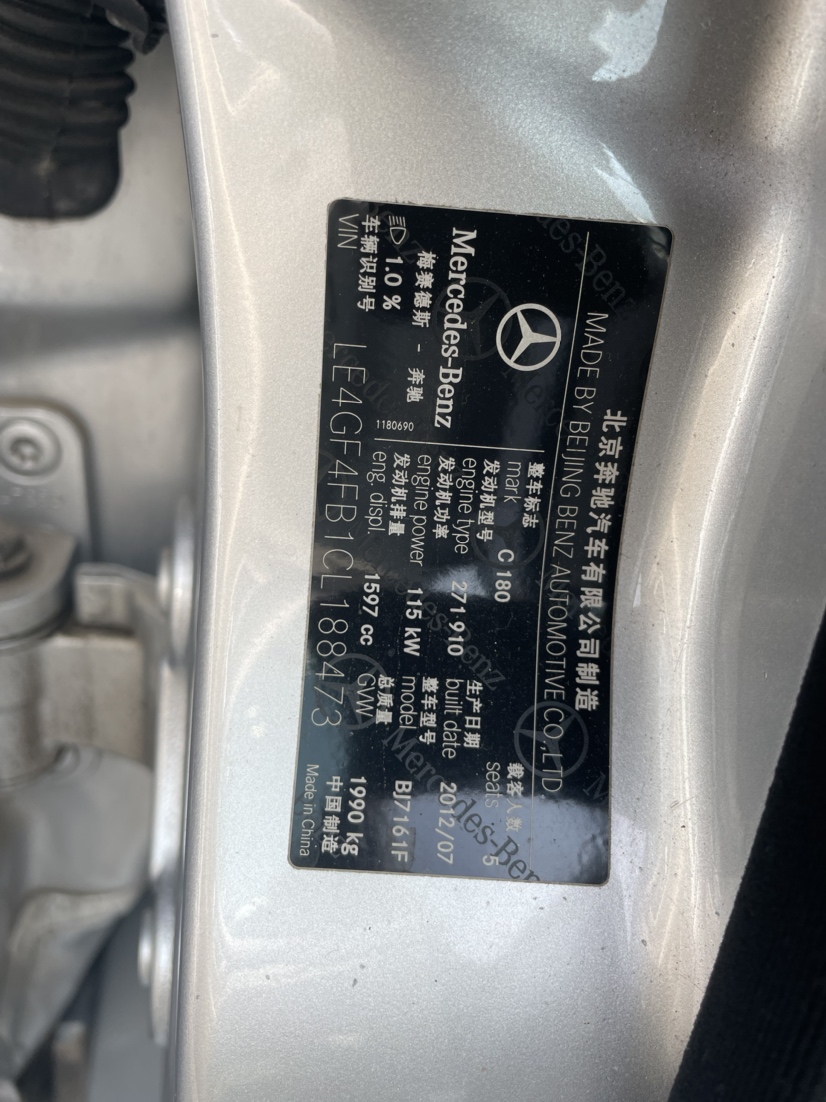 北京奔驰汽车有限公司制造
MADE BY BEIJING BENZ AUTOMOTIVE CO.,LTD
Mercedes-Benz
梅赛德斯 - 奔驰
1.0 %
1180690
整车标志
mark
C 180
载客人数
seats
5
发动机型号
engine type
271 910
生产日期
built date
2012/07
发动机功率
engine power
115 kW
整车型号
model
BJ7161F
发动机排量
eng. displ.
1597 cc
总质量
GVW
1990 kg
车辆识别号
VIN
LE4GF4FB1CL188473
中国制造
Made in China